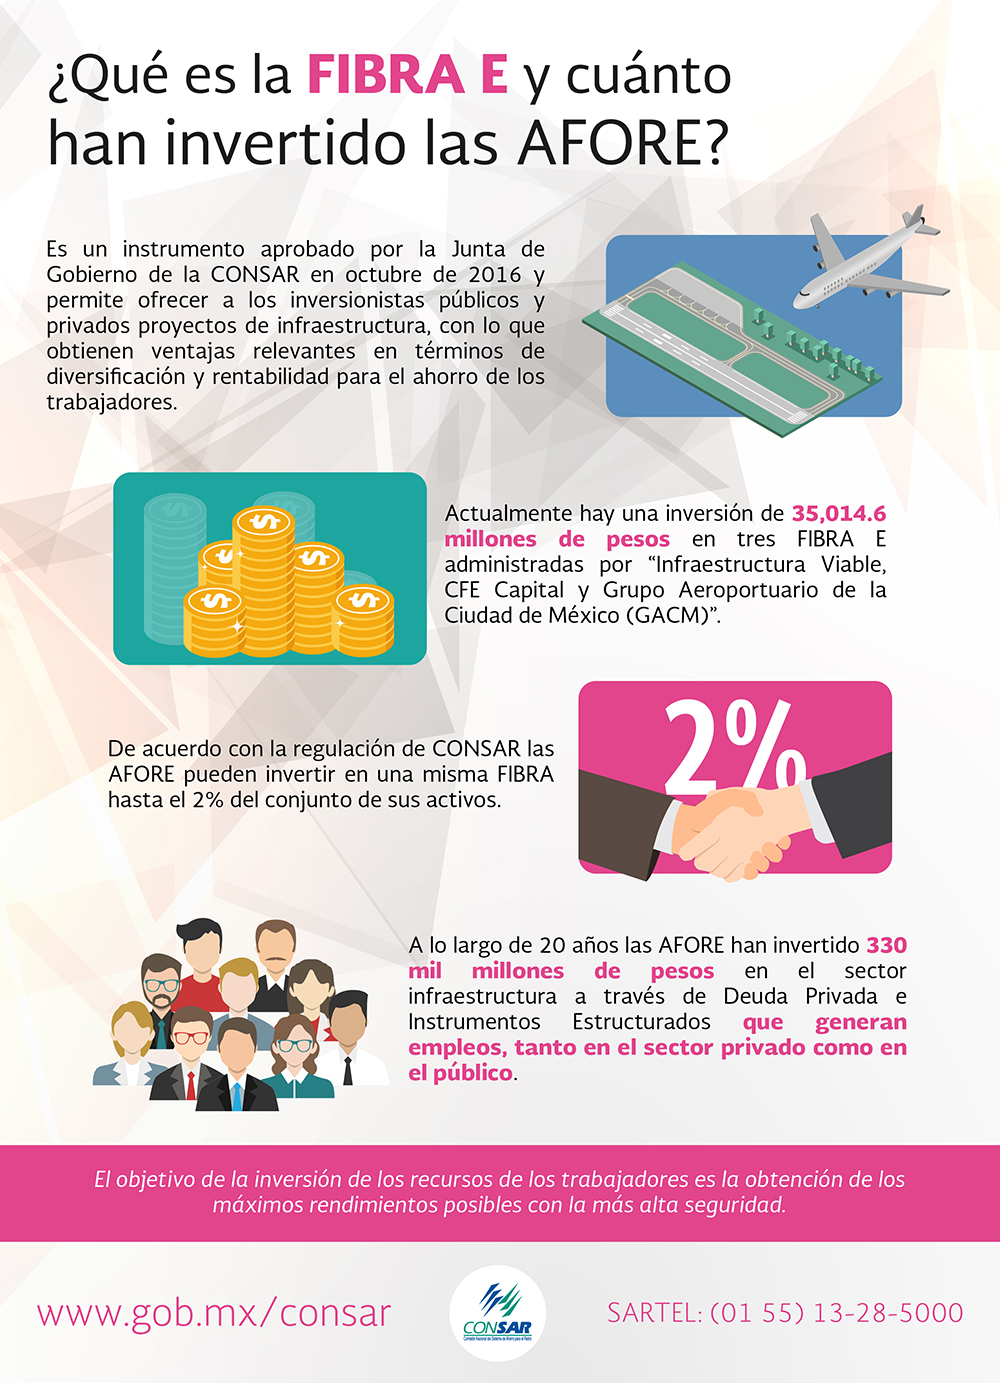 ¿Qué es la FIBRA E y cuánto
han invertido las AFORE?
Es un instrumento aprobado por la Junta de
Gobierno de la CONSAR en octubre de 2016 y
permite ofrecer a los inversionistas públicos y
privados proyectos de infraestructura, con lo que
obtienen ventajas relevantes en términos de
diversificación y rentabilidad para el ahorro de los
trabajadores.
Actualmente hay una inversión de 35,014.6
millones de pesos en tres FIBRA E
administradas por “Infraestructura Viable,
CFE Capital y Grupo Aeroportuario de la
Ciudad de México (GACM)”.
2%
De acuerdo con la regulación de CONSAR las
AFORE pueden invertir en una misma FIBRA
hasta el 2% del conjunto de sus activos.
A lo largo de 20 años las AFORE han invertido 330
mil millones de pesos en el sector
infraestructura a través de Deuda Privada e
Instrumentos Estructurados que generan
empleos, tanto en el sector privado como en
el público.
El objetivo de la inversión de los recursos de los trabajadores es la obtención de los
máximos rendimientos posibles con la más alta seguridad.
www.gob.mx/consar
CONSAR
Comisión Nacional del Sistema de Ahorro para el Retiro
SARTEL: (01 55) 13-28-5000